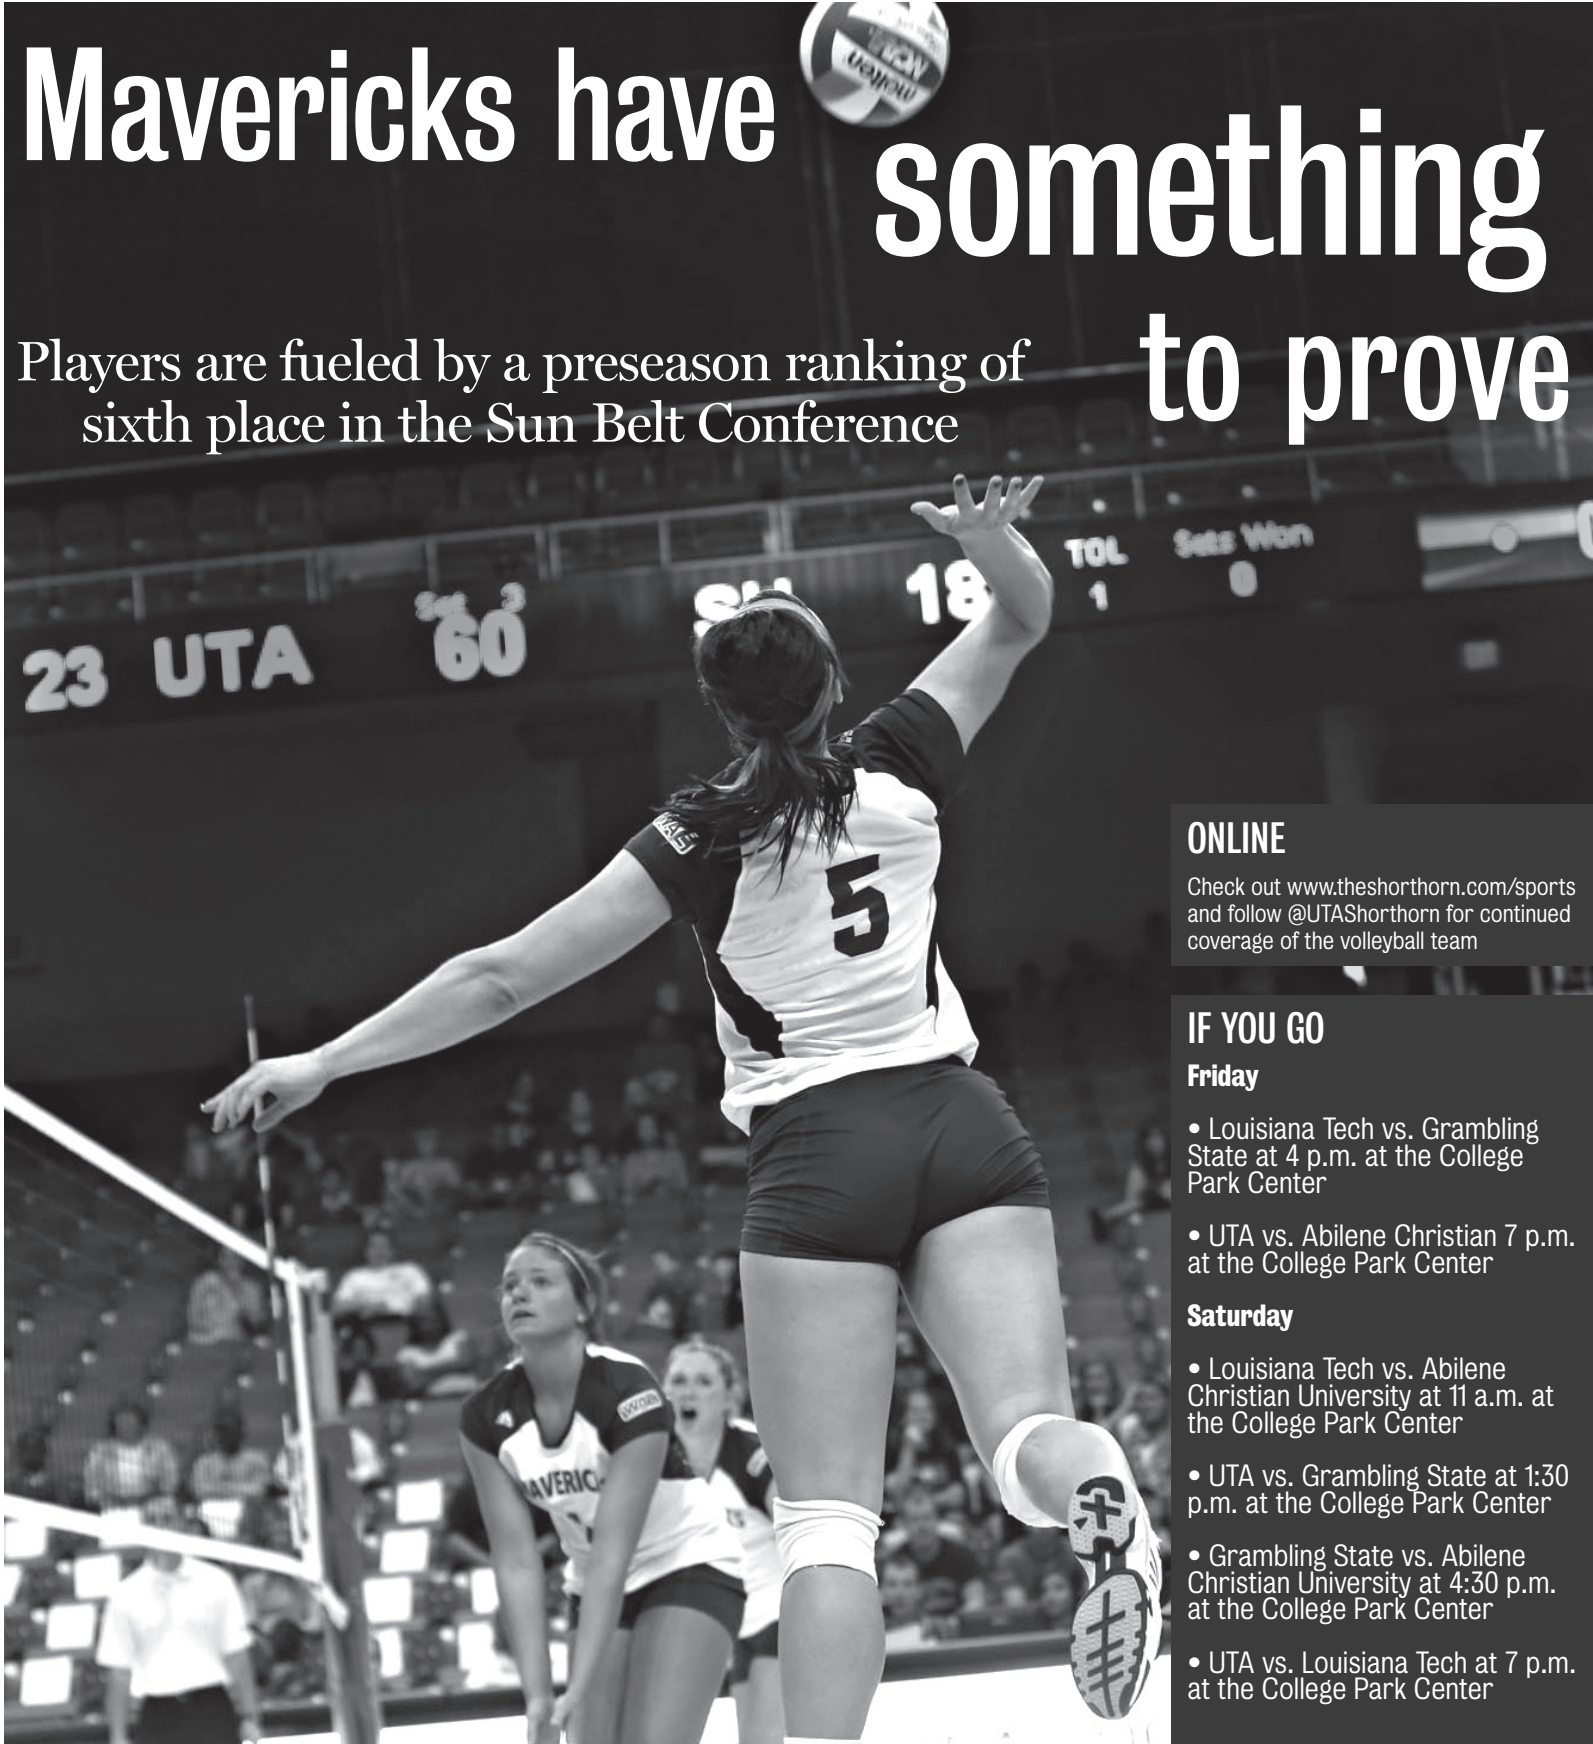 Mavericks have
something
to prove
Players are fueled by a preseason ranking of
sixth place in the Sun Belt Conference
molten
NCAA
molten
TOL
Sets Won
18
1
0
Set 3
23 UTA
60
5
WAC
ONLINE
Check out www.theshorthorn.com/sports
and follow @UTAShorthorn for continued
coverage of the volleyball team
IF YOU GO
Friday
• Louisiana Tech vs. Grambling
State at 4 p.m. at the College
Park Center
• UTA vs. Abilene Christian 7 p.m.
at the College Park Center
Saturday
• Louisiana Tech vs. Abilene
Christian University at 11 a.m. at
the College Park Center
• UTA vs. Grambling State at 1:30
p.m. at the College Park Center
• Grambling State vs. Abilene
Christian University at 4:30 p.m.
at the College Park Center
• UTA vs. Louisiana Tech at 7 p.m.
at the College Park Center